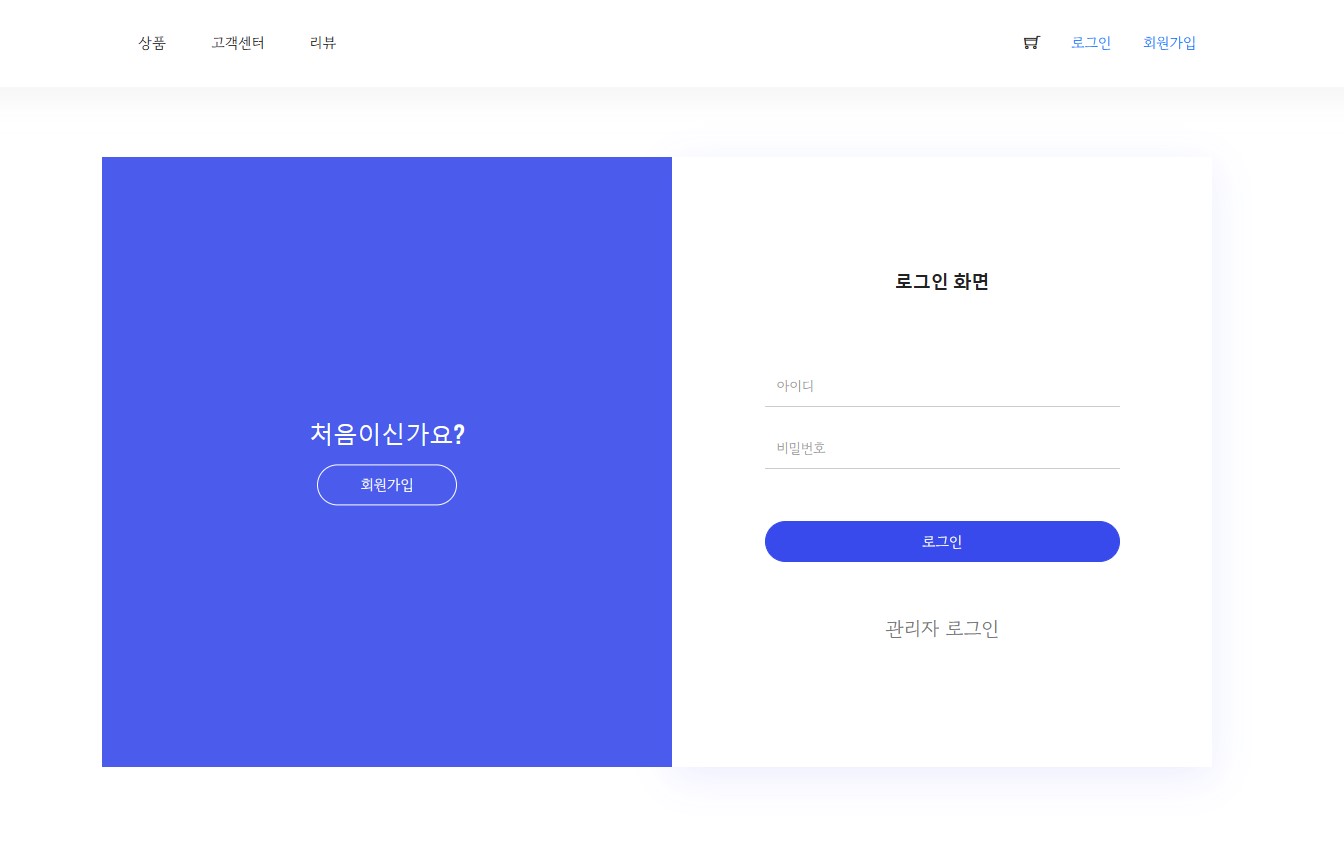 상품 고객센터 리뷰 로그인 회원가입
처음이신가요?
회원가입
로그인 화면
아이디
비밀번호
로그인
관리자 로그인